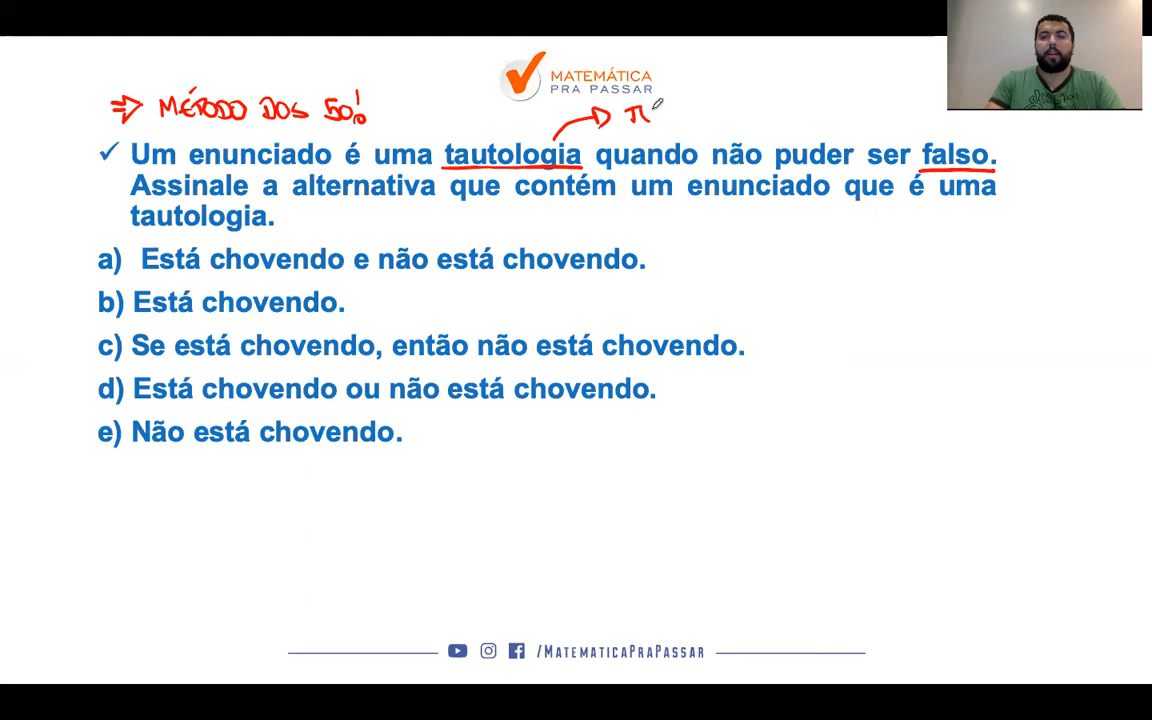 MATEMÁTICA
PRA PASSAR
⇒ MÉTODO DOS 50!
Um enunciado é uma tautologia quando não puder ser falso.
Assinale a alternativa que contém um enunciado que é uma
tautologia.
a) Está chovendo e não está chovendo.
b) Está chovendo.
c) Se está chovendo, então não está chovendo.
d) Está chovendo ou não está chovendo.
e) Não está chovendo.
/MATEMATICAPRAPASSAR